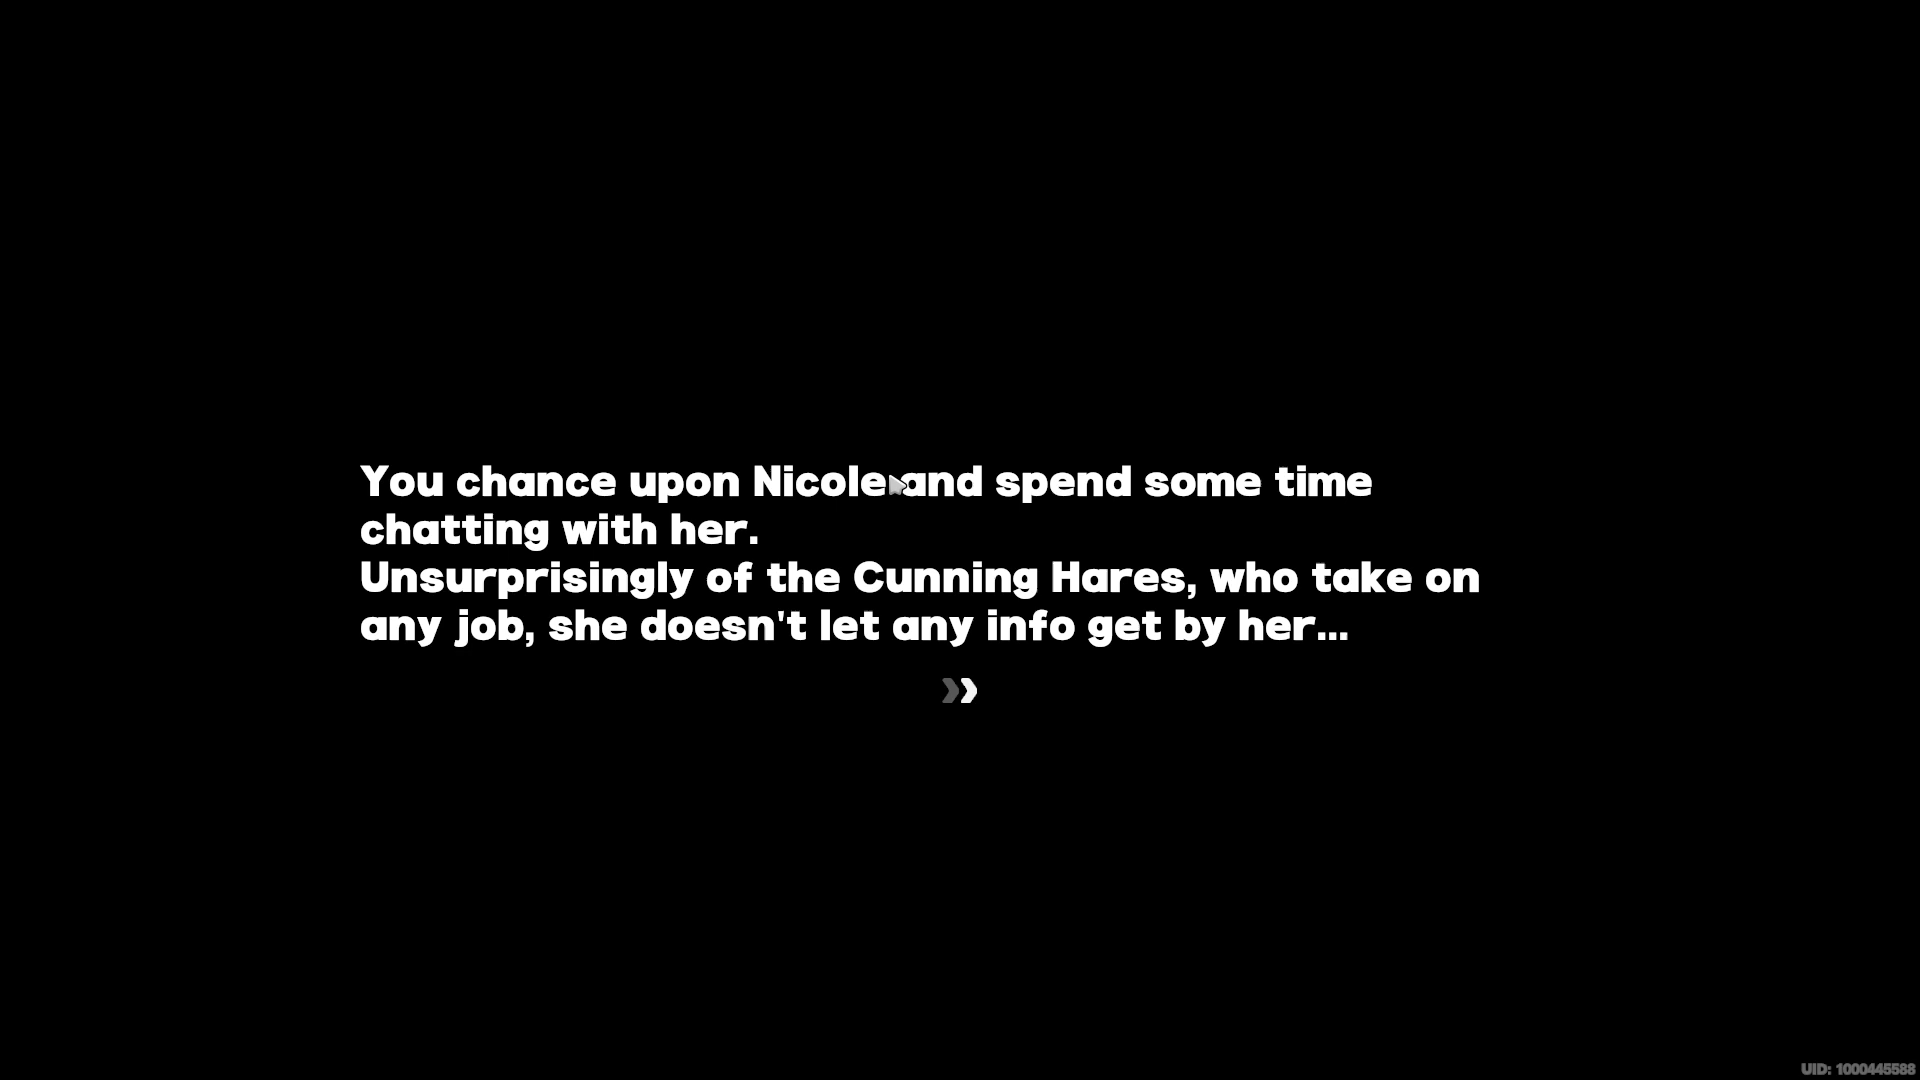 You chance upon Nicole and spend some time
chatting with her.
Unsurprisingly of the Cunning Hares, who take on
any job, she doesn't let any info get by her...
UID: 1000445588